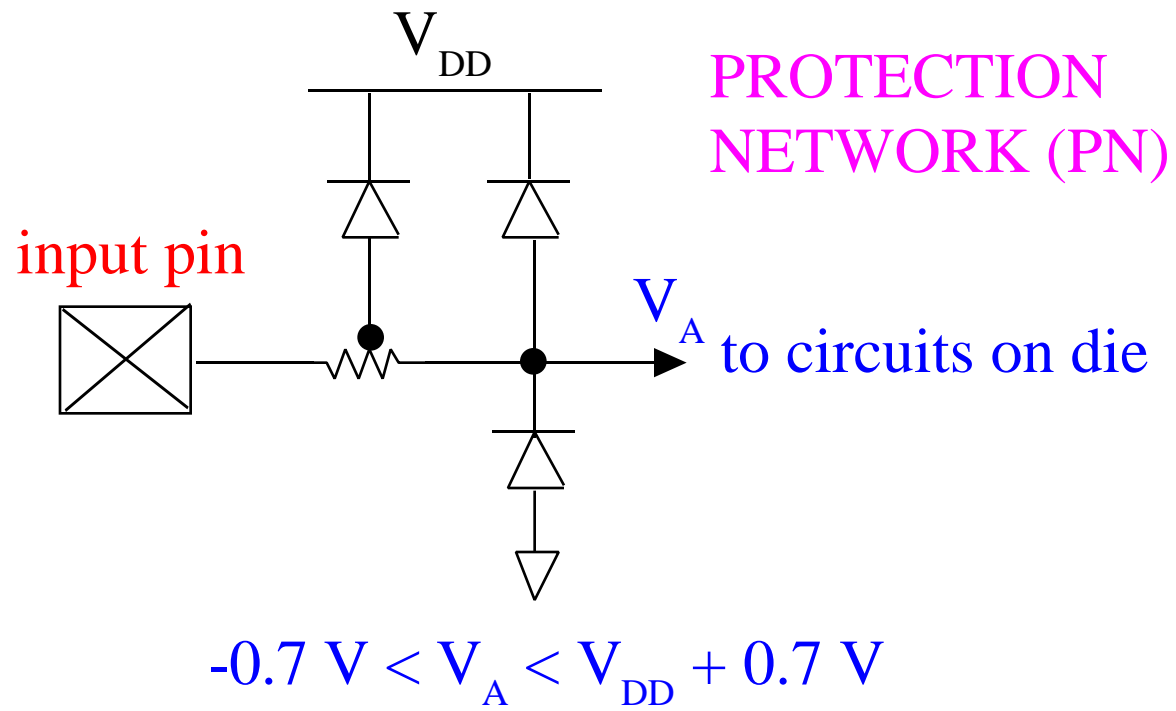 V_DD
PROTECTION
NETWORK (PN)
input pin
V_A to circuits on die
-0.7 V < V_A < V_DD + 0.7 V